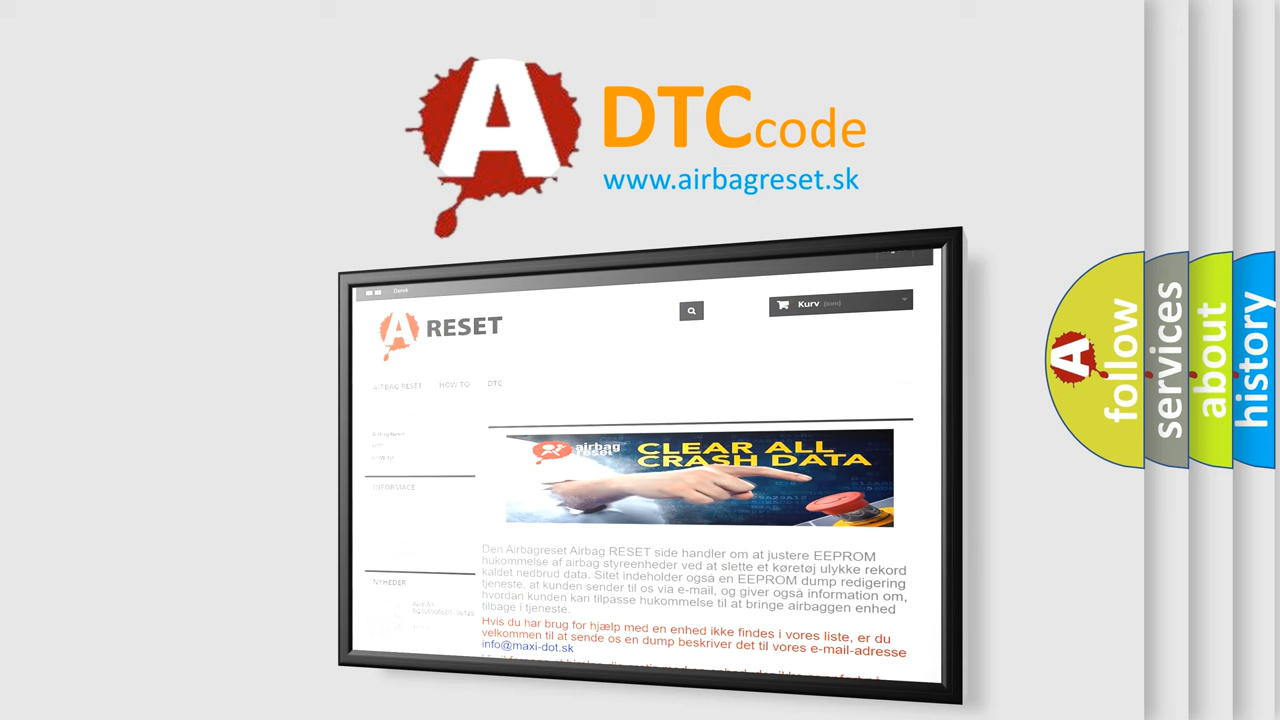 A DTC code
www.airbagreset.sk
Dansk
A RESET
Kurv (tom)
AIRBAG RESET HOW TO DTC
INFORMACE
NYHEDER
airbag
reset
CLEAR ALL
CRASH DATA
Den Airbagreset Airbag RESET side handler om at justere EEPROM
hukommelse af airbag styreenheder ved at slette et køretøj ulykke rekord
kaldet nedbrud data. Sitet indeholder også en EEPROM dump redigering
tjeneste, at kunden sender til os via e-mail, og giver også information om,
hvordan kunden kan tilpasse hukommelse til at bringe airbaggen enhed
tilbage i tjeneste.
Hvis du har brug for hjælp med en enhed ikke findes i vores liste, er du
velkommen til at sende os en dump beskriver det til vores e-mail-adresse
info@maxi-dot.sk
A follow
services
about
history